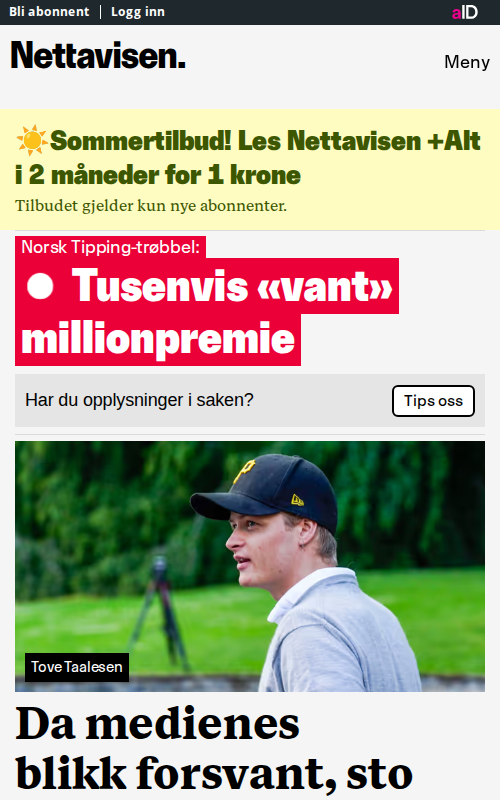 Bli abonnent | Logg inn
aID
Nettavisen.
Meny
Sommertilbud! Les Nettavisen +Alt
i 2 måneder for 1 krone
Tilbudet gjelder kun nye abonnenter.
Norsk Tipping-trøbbel:
Tusenvis «vant»
millionpremie
Har du opplysninger i saken?
Tips oss
P
Tove Taalesen
Da medienes
blikk forsvant, sto